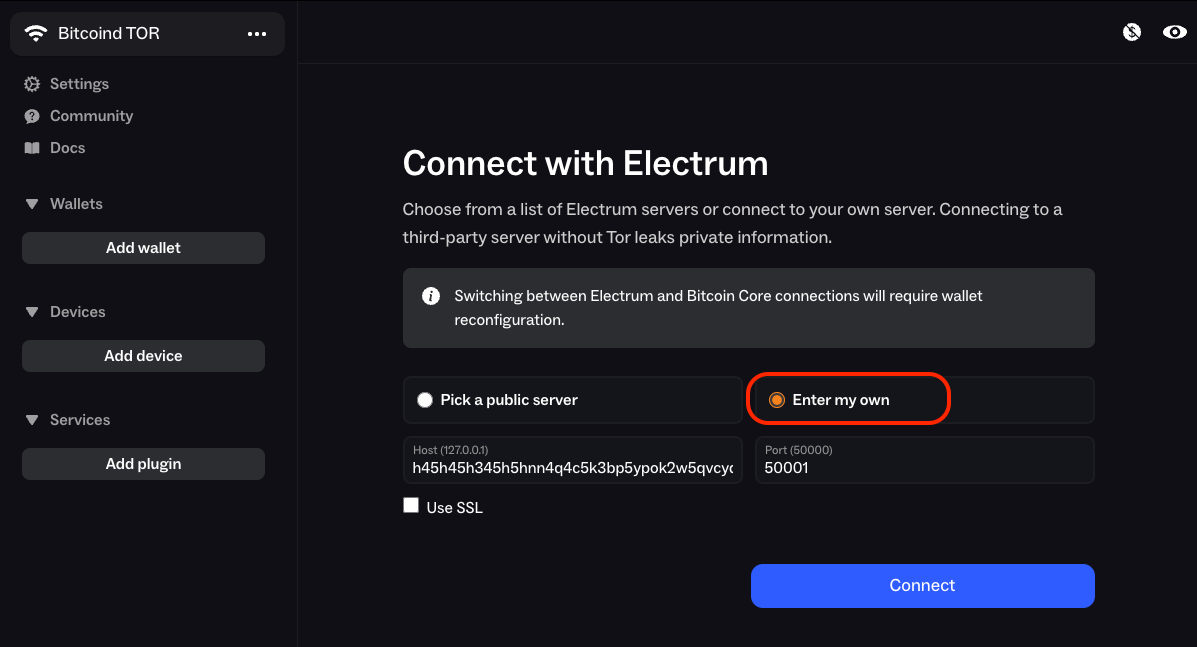 Bitcoind TOR
Settings
Community
Docs
Wallets
Add wallet
Devices
Add device
Services
Add plugin
Connect with Electrum
Choose from a list of Electrum servers or connect to your own server. Connecting to a
third-party server without Tor leaks private information.
Switching between Electrum and Bitcoin Core connections will require wallet
reconfiguration.
Pick a public server
Enter my own
Host (127.0.0.1)
Port (50000)
h45h45h345h5hnn4q4c5k3bp5ypok2w5qvcyc
50001
Use SSL
Connect